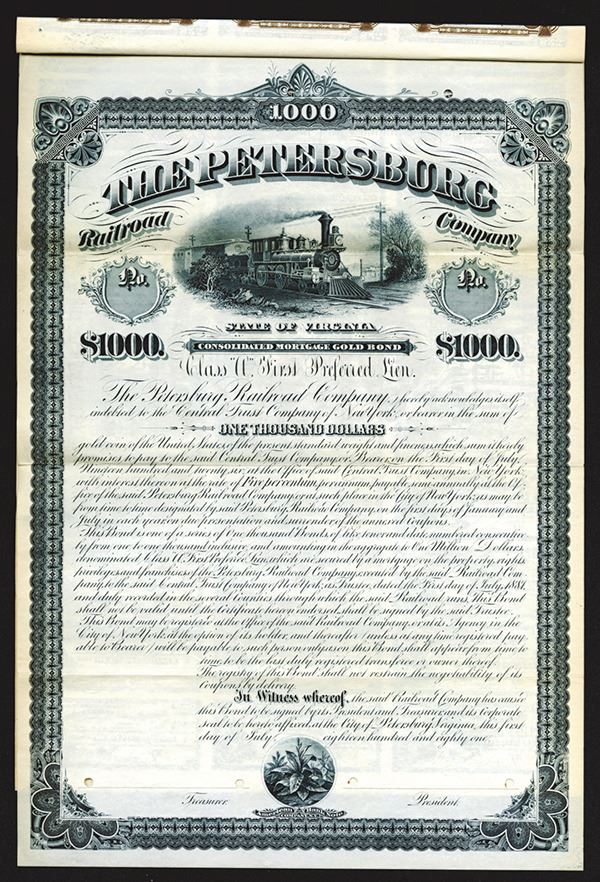 1000
THE PETERSBURG
Railroad Company
No. No.
$1000. $1000.
STATE OF VIRGINIA
CONSOLIDATED MORTGAGE GOLD BOND
Class "A" First Preferred Lien.
The Petersburg Railroad Company, hereby acknowledges itself
indebted to the Central Trust Company of New York, or bearer in the sum of
ONE THOUSAND DOLLARS
gold coin of the United States of the present standard weight and fineness, which sum it hereby
promises to pay to the said Central Trust Company, or Bearer, on the First day of July,
Nineteen hundred and twenty six, at the Office of said Central Trust Company, in New York,
with interest thereon at the rate of Five per centum, per annum, payable semi annually, at the Of-
fice of the said Petersburg Railroad Company, or at such place in the City of New York, as may be
from time to time designated by said Petersburg Railroad Company, on the first days of January and
July in each year, on due presentation and surrender of the annexed Coupons.
This Bond is one of a series of One thousand Bonds, of like tenor and date, numbered consecutive-
ly from one to one thousand inclusive, and amounting in the aggregate to One Million Dollars,
Denominated Class "A" First Preferred Lien, which are secured by a mortgage on the property, rights,
privileges and franchises of the Petersburg Railroad Company, executed by the said Railroad Com-
pany, to the said Central Trust Company of New York, as Trustee, dated the First day of July, 1881,
and duly recorded in the several Counties through which the said Railroad runs. This Bond
shall not be valid until the Certificate hereon endorsed, shall be signed by the said Trustee.
This Bond may be registered at the Office of the said Railroad Company, or at its Agency in the
City of New York, at the option of its holder, and thereafter (unless at any time registered pay-
able to Bearer) will be payable to such person only, as on this Bond, shall appear from time to
time, to be the last duly registered transferee or owner thereof.
The registry of this Bond shall not restrain the negotiability of its
Coupons by delivery.
In Witness whereof, the said Railroad Company has caused
this Bond to be signed by its President and Treasurer and its Corporate
seal to be hereto affixed, at the City of Petersburg, Virginia, this first
day of July eighteen hundred and eighty one.
Treasurer. President.